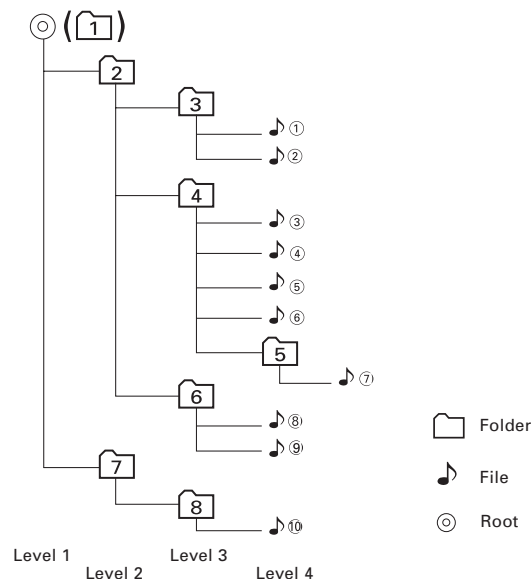 (1)
2
3
①
②
4
③
④
⑤
⑥
5
⑦
6
⑧
⑨
7
8
⑩
Folder
File
Root
Level 1
Level 2
Level 3
Level 4